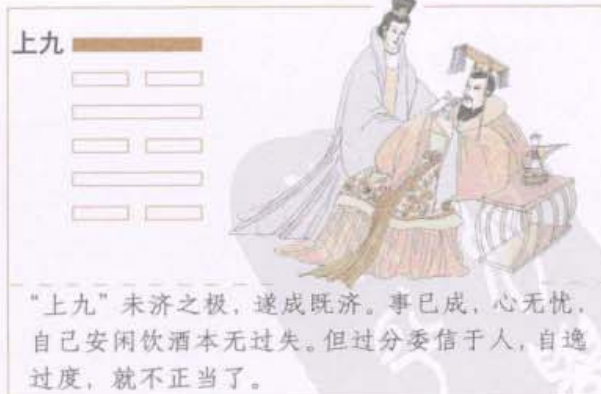 上九
“上九”未济之极，遂成既济。事已成，心无忧，
自己安闲饮酒本无过失。但过分委信于人，自逸
过度，就不正当了。